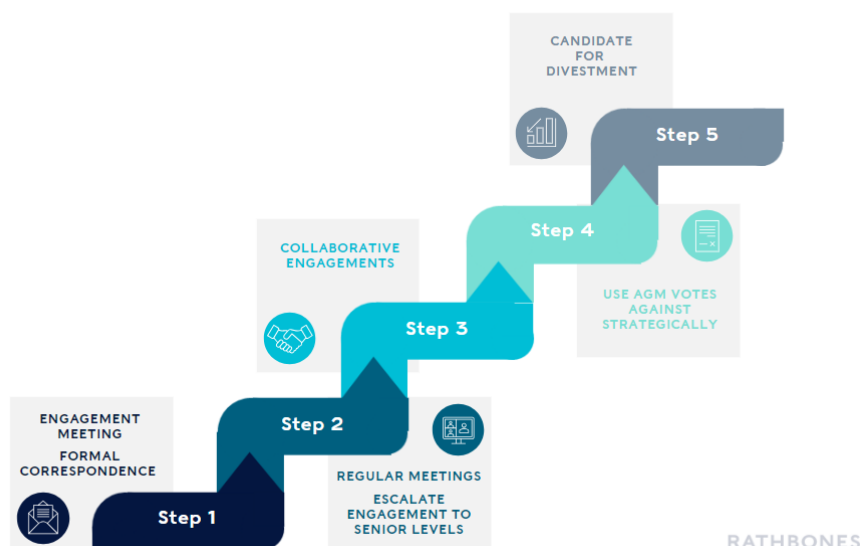 CANDIDATE
FOR
DIVESTMENT
Step 5
Step 4
USE AGM VOTES
AGAINST
STRATEGICALLY
COLLABORATIVE
ENGAGEMENTS
Step 3
Step 2
REGULAR MEETINGS
ESCALATE
ENGAGEMENT TO
SENIOR LEVELS
ENGAGEMENT
MEETING
FORMAL
CORRESPONDENCE
Step 1
RATHBONES